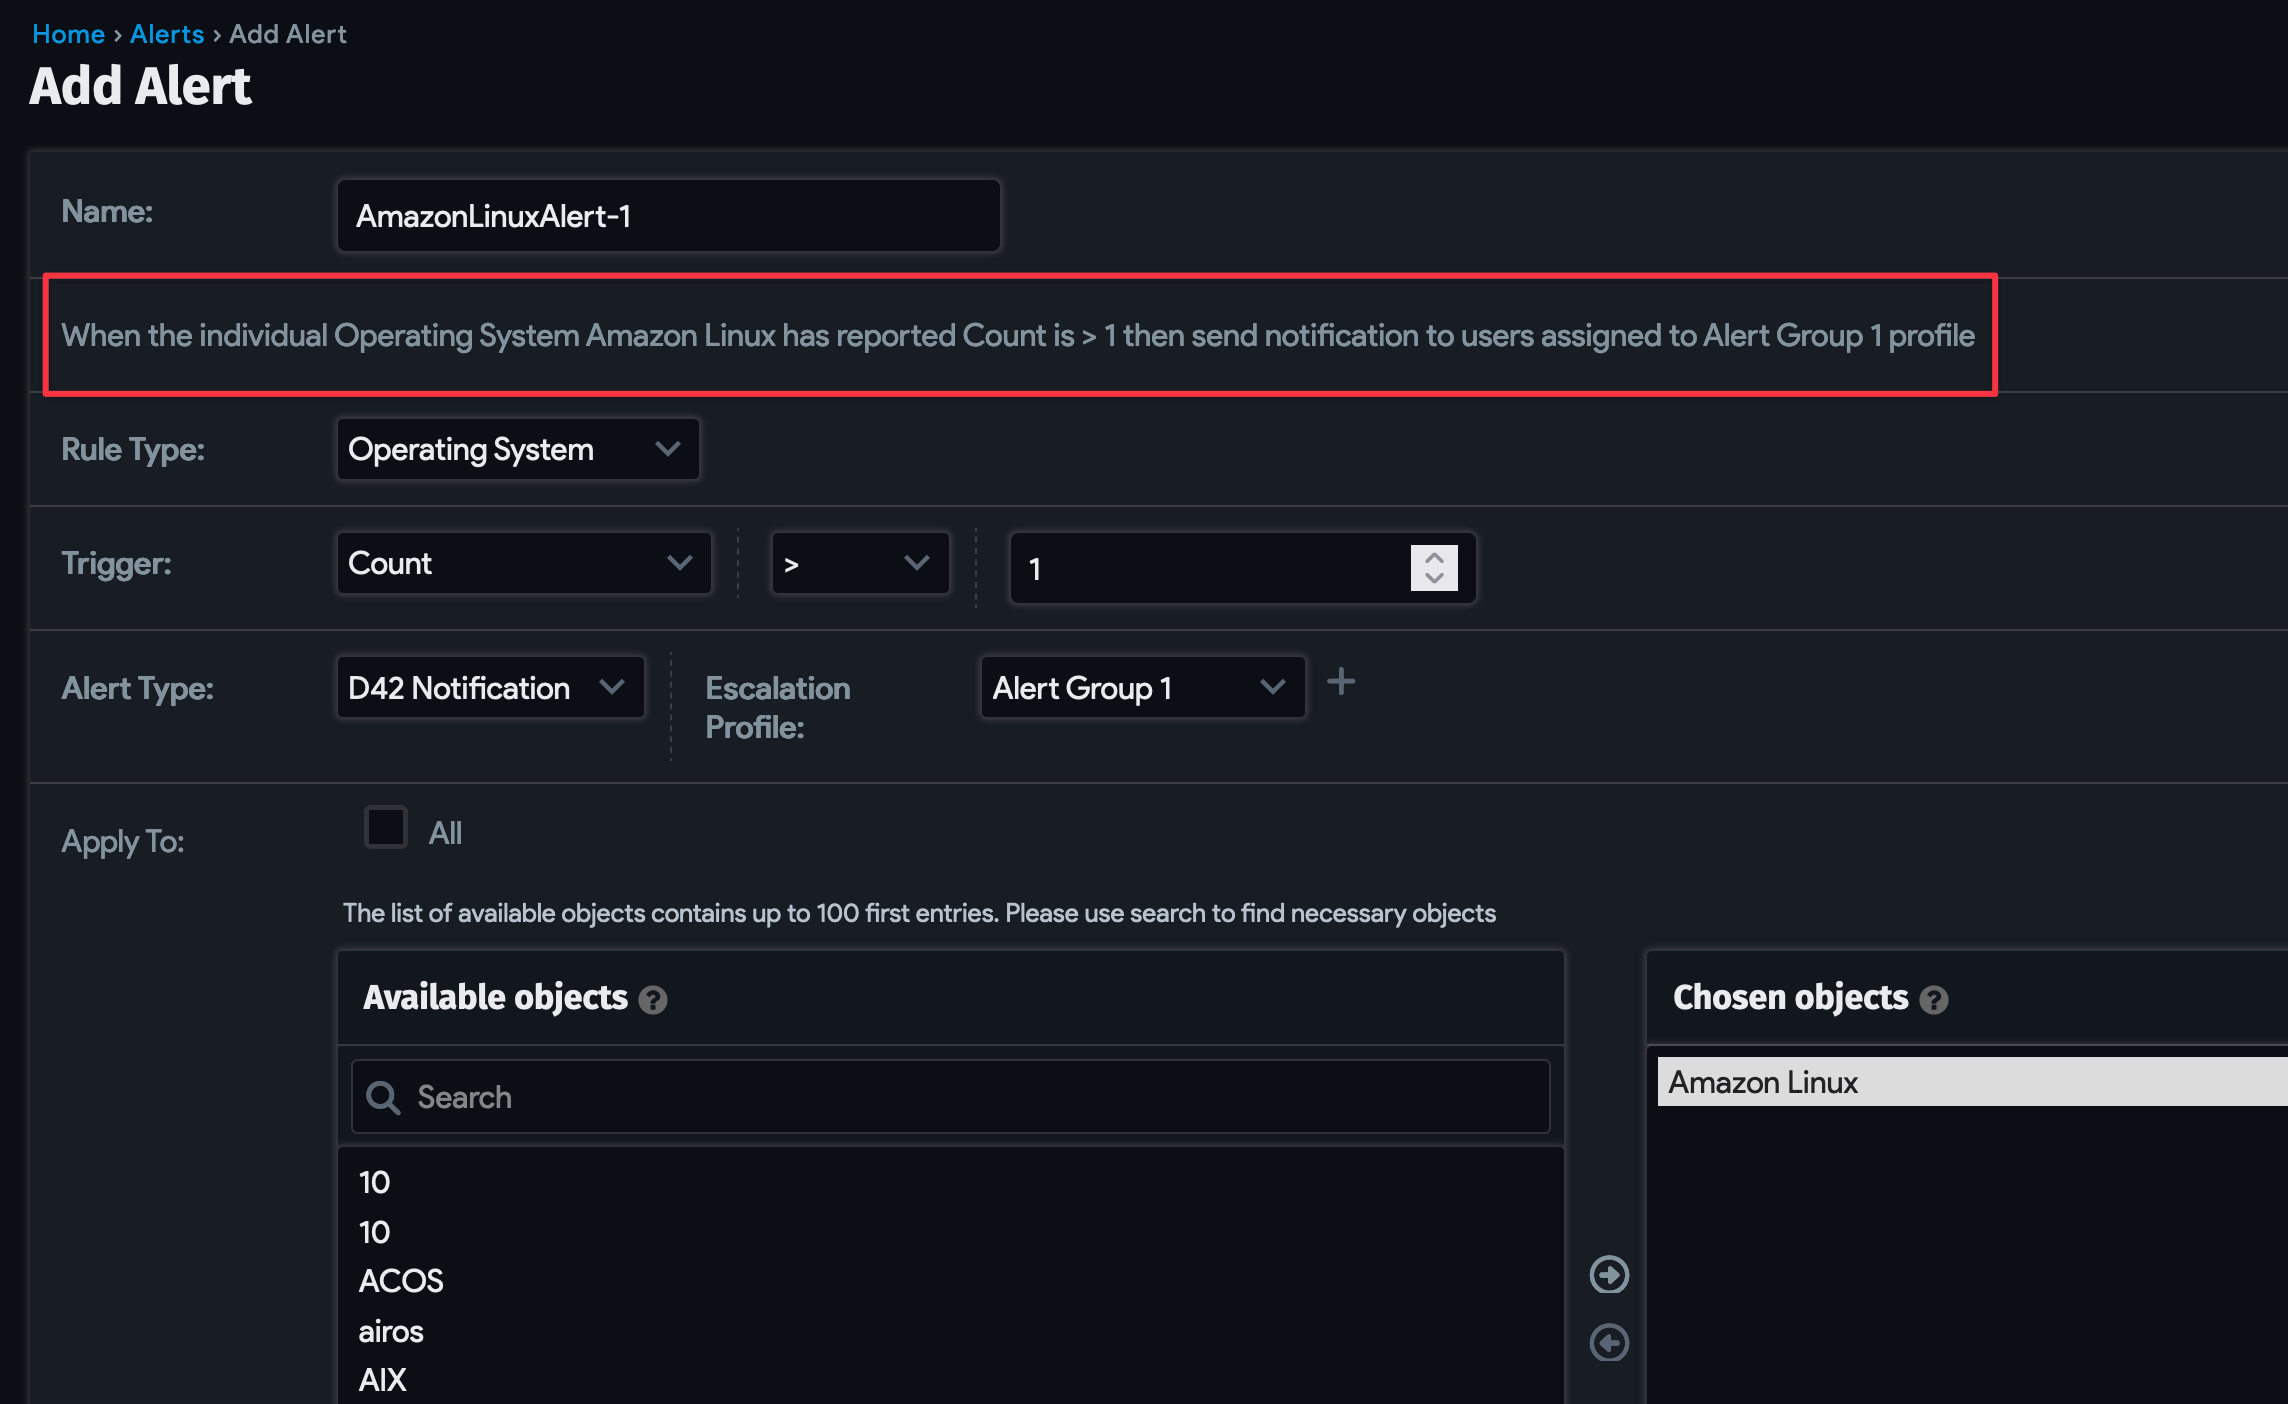 Home › Alerts › Add Alert
Add Alert
Name:
AmazonLinuxAlert-1
When the individual Operating System Amazon Linux has reported Count is > 1 then send notification to users assigned to Alert Group 1 profile
Rule Type:
Operating System
Trigger:
Count
>
1
Alert Type:
D42 Notification
Escalation
Profile:
Alert Group 1
Apply To:
All
The list of available objects contains up to 100 first entries. Please use search to find necessary objects
Available objects
Search
10
10
ACOS
airos
AIX
Chosen objects
Amazon Linux